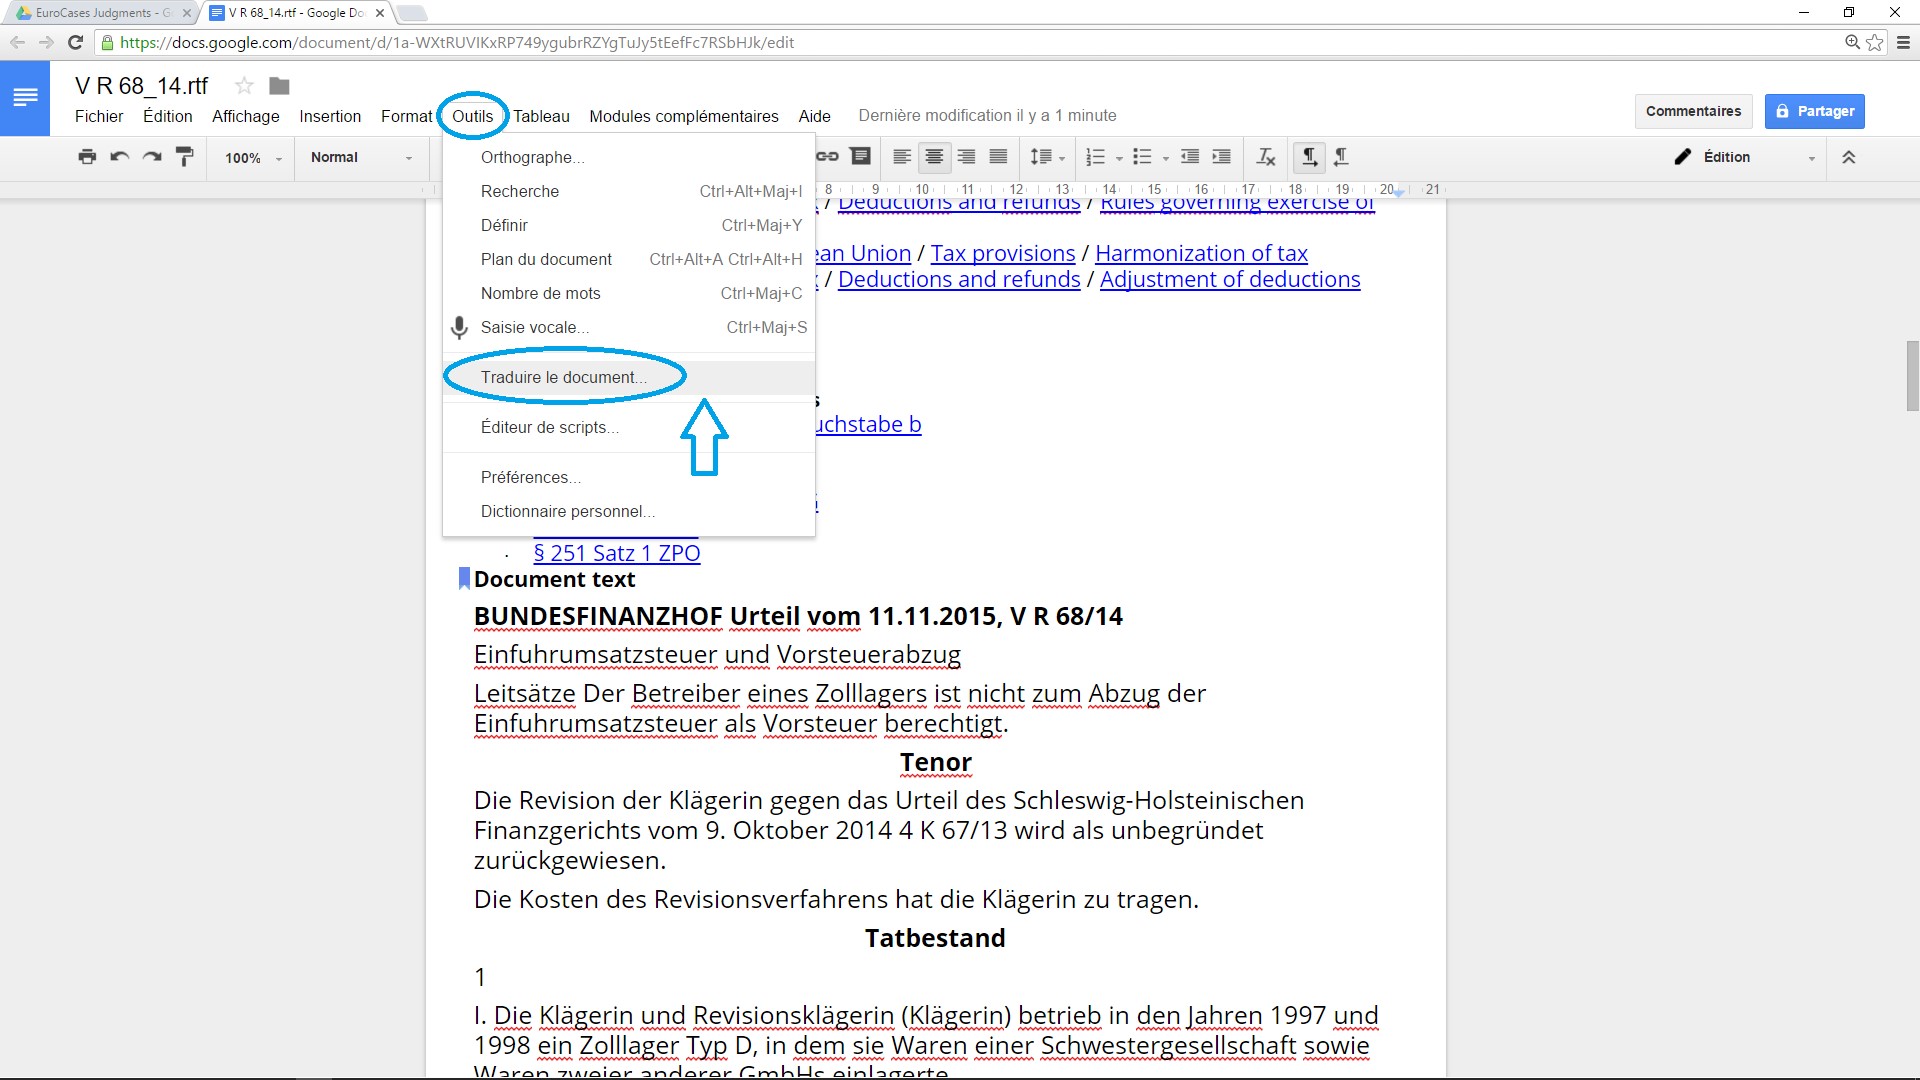 EuroCases Judgments - G
V R 68_14.rtf - Google Do
https://docs.google.com/document/d/1a-WXtRUVIKxRP749ygubrRZYgTuJy5tEefFc7RSbHJk/edit
V R 68_14.rtf
Fichier Édition Affichage Insertion Format Outils Tableau Modules complémentaires Aide Dernière modification il y a 1 minute
Commentaires
Partager
100%
Normal
Édition
8 9 10 11 12 13 14 15 16 17 18 19 20 21
Orthographe...
Recherche Ctrl+Alt+Maj+I
Définir Ctrl+Maj+Y
Plan du document Ctrl+Alt+A Ctrl+Alt+H
Nombre de mots Ctrl+Maj+C
Saisie vocale... Ctrl+Maj+S
Traduire le document...
Éditeur de scripts...
Préférences...
Dictionnaire personnel...
/ Deductions and refunds / Rules governing exercise of
ean Union / Tax provisions / Harmonization of tax
/ Deductions and refunds / Adjustment of deductions
s
uchstabe b
· § 251 Satz 1 ZPO
Document text
BUNDESFINANZHOF Urteil vom 11.11.2015, V R 68/14
Einfuhrumsatzsteuer und Vorsteuerabzug
Leitsätze Der Betreiber eines Zolllagers ist nicht zum Abzug der
Einfuhrumsatzsteuer als Vorsteuer berechtigt.
Tenor
Die Revision der Klägerin gegen das Urteil des Schleswig-Holsteinischen
Finanzgerichts vom 9. Oktober 2014 4 K 67/13 wird als unbegründet
zurückgewiesen.
Die Kosten des Revisionsverfahrens hat die Klägerin zu tragen.
Tatbestand
1
I. Die Klägerin und Revisionsklägerin (Klägerin) betrieb in den Jahren 1997 und
1998 ein Zolllager Typ D, in dem sie Waren einer Schwestergesellschaft sowie
Waren zweier anderer GmbHs einlagerte